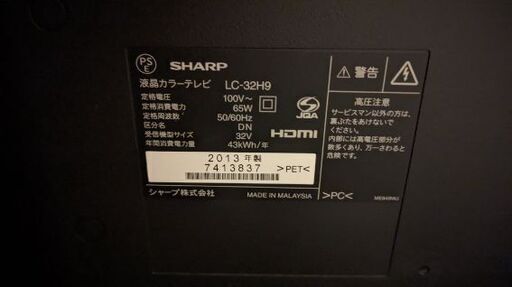 PS
E
SHARP
液晶カラーテレビ LC-32H9
定格電圧 100V~
定格消費電力 65W
定格周波数 50/60Hz
区分名 DN
受信機型サイズ 32V
年間消費電力量 43kWh/年
JQA
HDMI
2013年製
7413837
>PET<
シャープ株式会社
MADE IN MALAYSIA
警告
高圧注意
サービスマン以外の方は、
裏ぶたをあけないで
ください。
内部には高電圧部分が
数多くあり、万一さわると
危険です。
>PC<